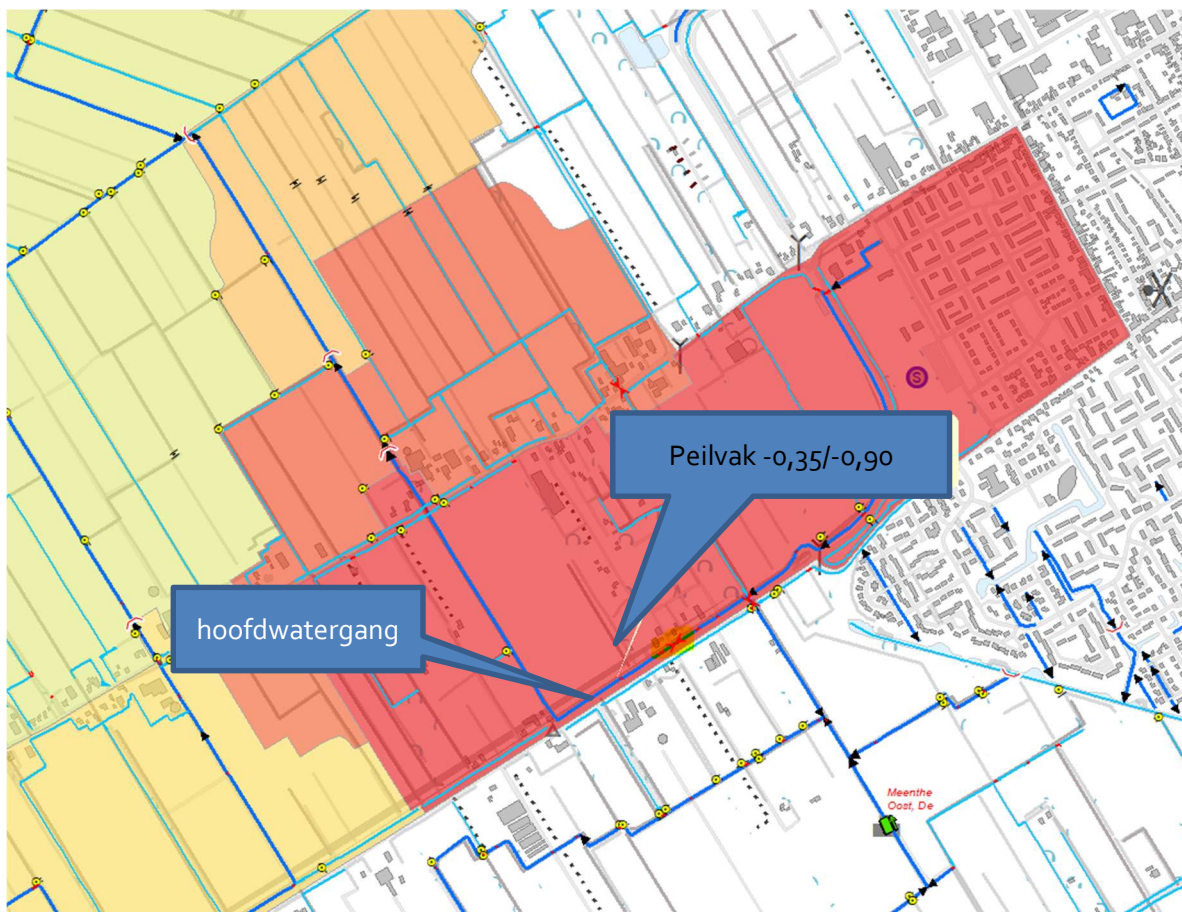 Peilvak -0,35/-0,90
hoofdwatergang
S
Meenthe
Oost, De